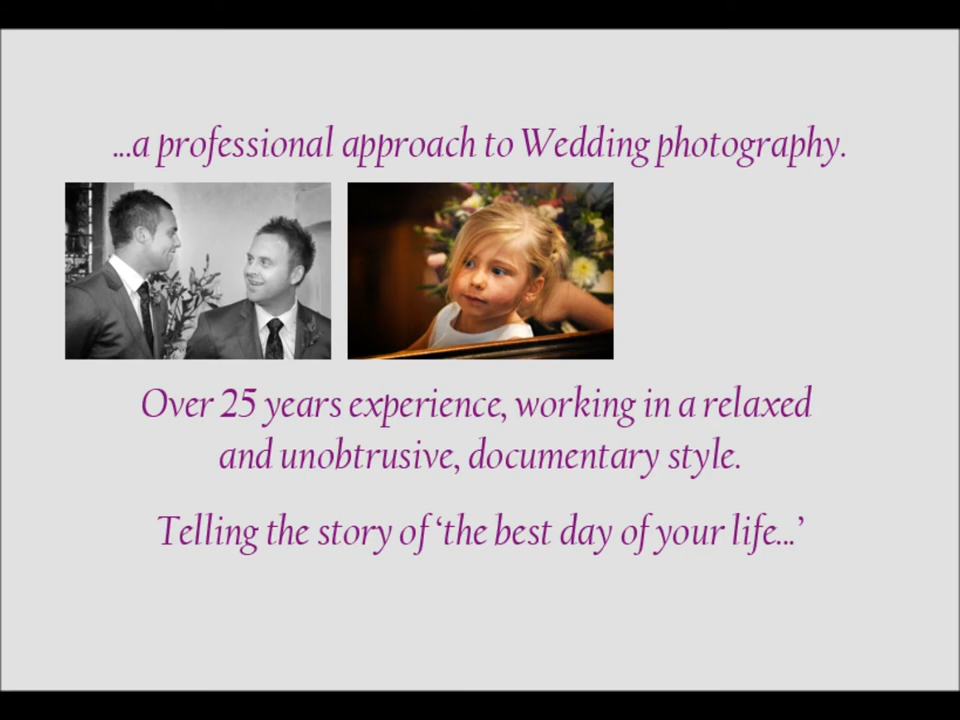 ...a professional approach to Wedding photography.
Over 25 years experience, working in a relaxed
and unobtrusive, documentary style.
Telling the story of ‘the best day of your life...’